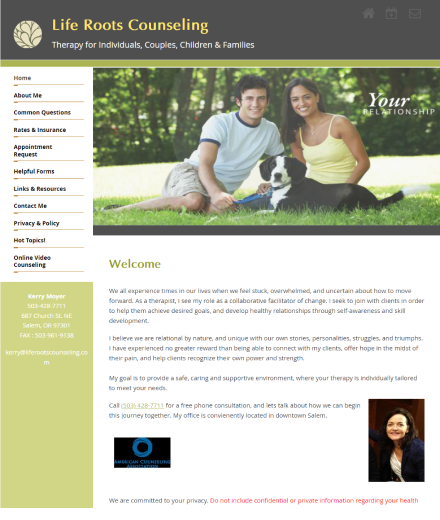 Life Roots Counseling
Therapy for Individuals, Couples, Children & Families
Home
About Me
Common Questions
Rates & Insurance
Appointment
Request
Helpful Forms
Links & Resources
Contact Me
Privacy & Policy
Hot Topics!
Online Video
Counseling
Kerry Moyer
503-428-7711
687 Church St. NE
Salem, OR 97301
FAX : 503-961-9138
kerry@liferootscounseling.co
m
Your
RELATIONSHIP
Welcome
We all experience times in our lives when we feel stuck, overwhelmed, and uncertain about how to move
forward. As a therapist, I see my role as a collaborative facilitator of change. I seek to join with clients in order
to help them achieve desired goals, and develop healthy relationships through self-awareness and skill
development.
I believe we are relational by nature, and unique with our own stories, personalities, struggles, and triumphs.
I have experienced no greater reward than being able to connect with my clients, offer hope in the midst of
their pain, and help clients recognize their own power and strength.
My goal is to provide a safe, caring and supportive environment, where your therapy is individually tailored
to meet your needs.
Call (503) 428-7711 for a free phone consultation, and lets talk about how we can begin
this journey together. My office is convienently located in downtown Salem.
AMERICAN COUNSELING
ASSOCIATION
We are committed to your privacy. Do not include confidential or private information regarding your health